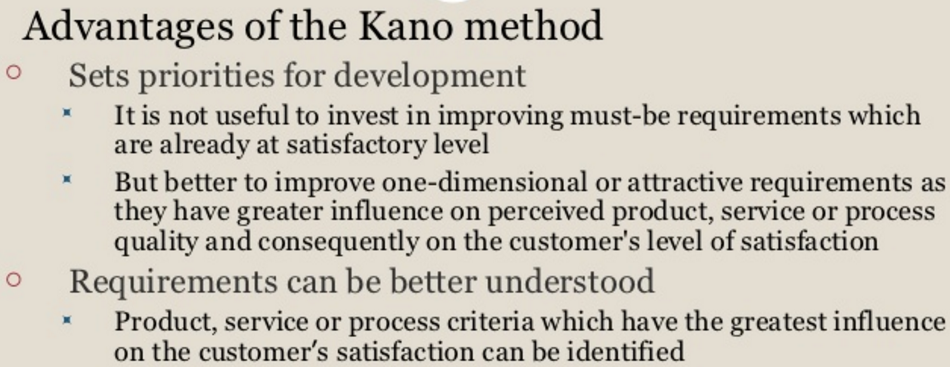 Advantages of the Kano method
Sets priorities for development
It is not useful to invest in improving must-be requirements which
are already at satisfactory level
But better to improve one-dimensional or attractive requirements as
they have greater influence on perceived product, service or process
quality and consequently on the customer's level of satisfaction
Requirements can be better understood
Product, service or process criteria which have the greatest influence
on the customer′s satisfaction can be identified